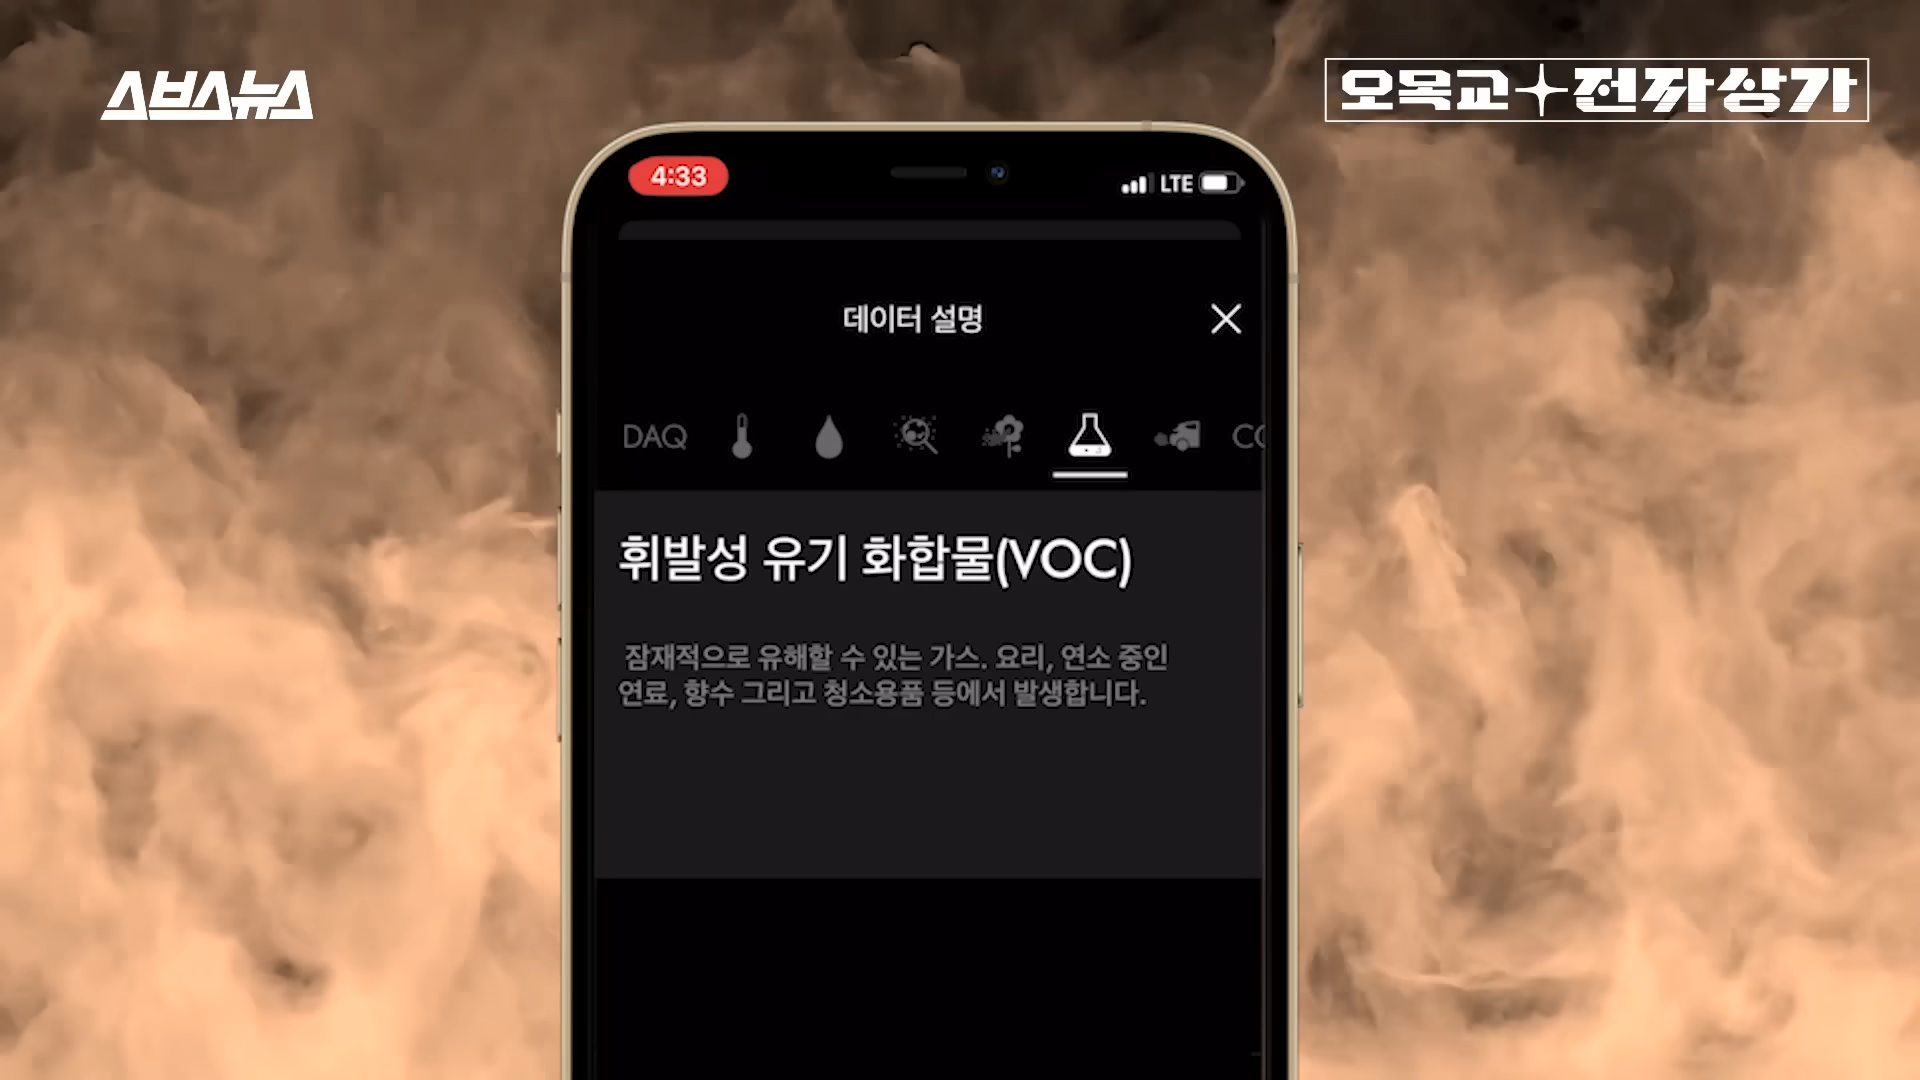 스브스뉴스
오목교 전자상가
4:33
LTE
데이터 설명
DAQ
휘발성 유기 화합물(VOC)
잠재적으로 유해할 수 있는 가스. 요리, 연소 중인
연료, 향수 그리고 청소용품 등에서 발생합니다.